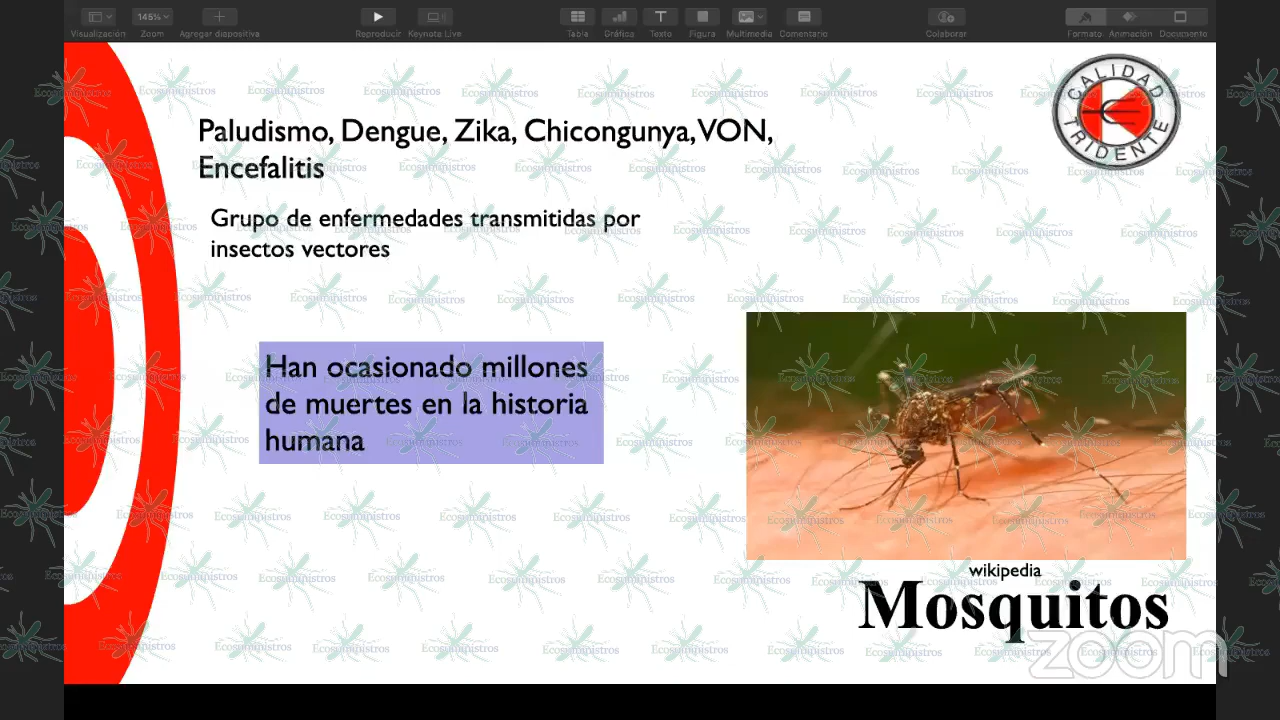 145%
Visualización Zoom Agregar diapositiva Reproducir Keynote Live Tabla Gráfica Texto Figura Multimedia Comentario Colaborar Formato Animación Documento
CALIDAD
TRIDENTE
Paludismo, Dengue, Zika, Chicongunya, VON,
Encefalitis
Grupo de enfermedades transmitidas por
insectos vectores
Han ocasionado millones
de muertes en la historia
humana
wikipedia
Mosquitos
zoom
Ecosuministros